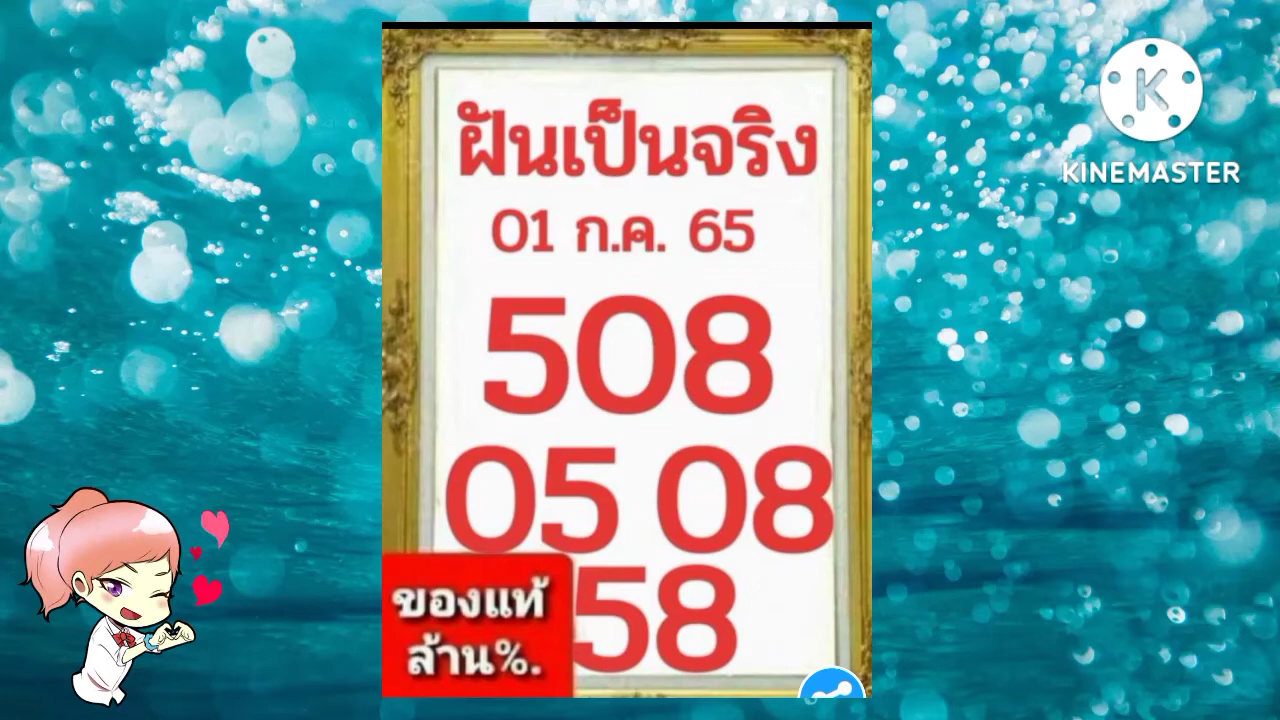 ฝันเป็นจริง
01 ก.ค. 65
508
05 08
58
ของแท้
ล้าน%.
K
KINEMASTER